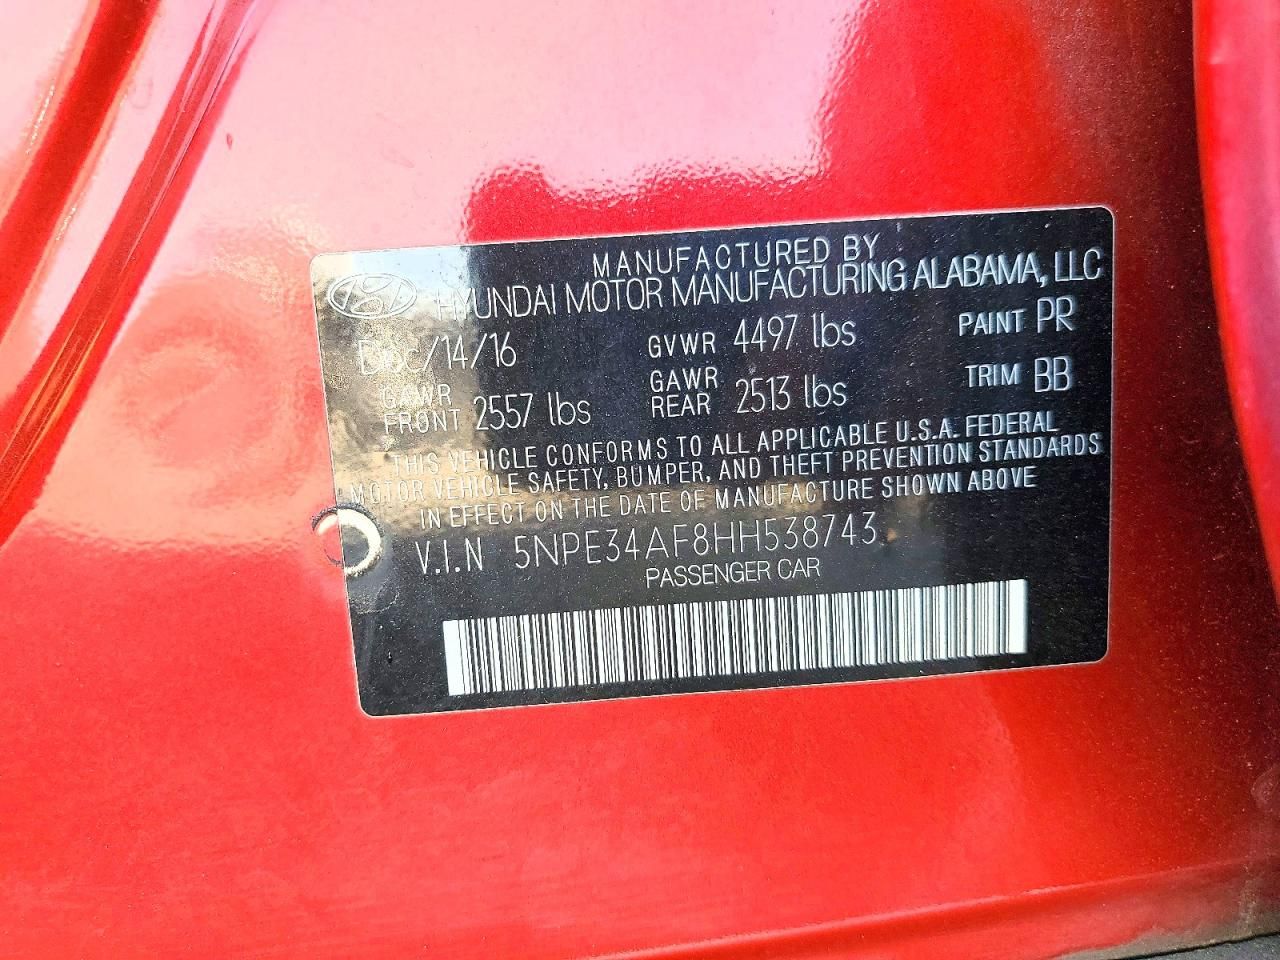 MANUFACTURED BY
HYUNDAI MOTOR MANUFACTURING ALABAMA, LLC
Dec/14/16 GVWR 4497 lbs PAINT PR
GAWR FRONT 2557 lbs GAWR REAR 2513 lbs TRIM BB
THIS VEHICLE CONFORMS TO ALL APPLICABLE U.S.A. FEDERAL
MOTOR VEHICLE SAFETY, BUMPER, AND THEFT PREVENTION STANDARDS
IN EFFECT ON THE DATE OF MANUFACTURE SHOWN ABOVE
V.I.N 5NPE34AF8HH538743
PASSENGER CAR